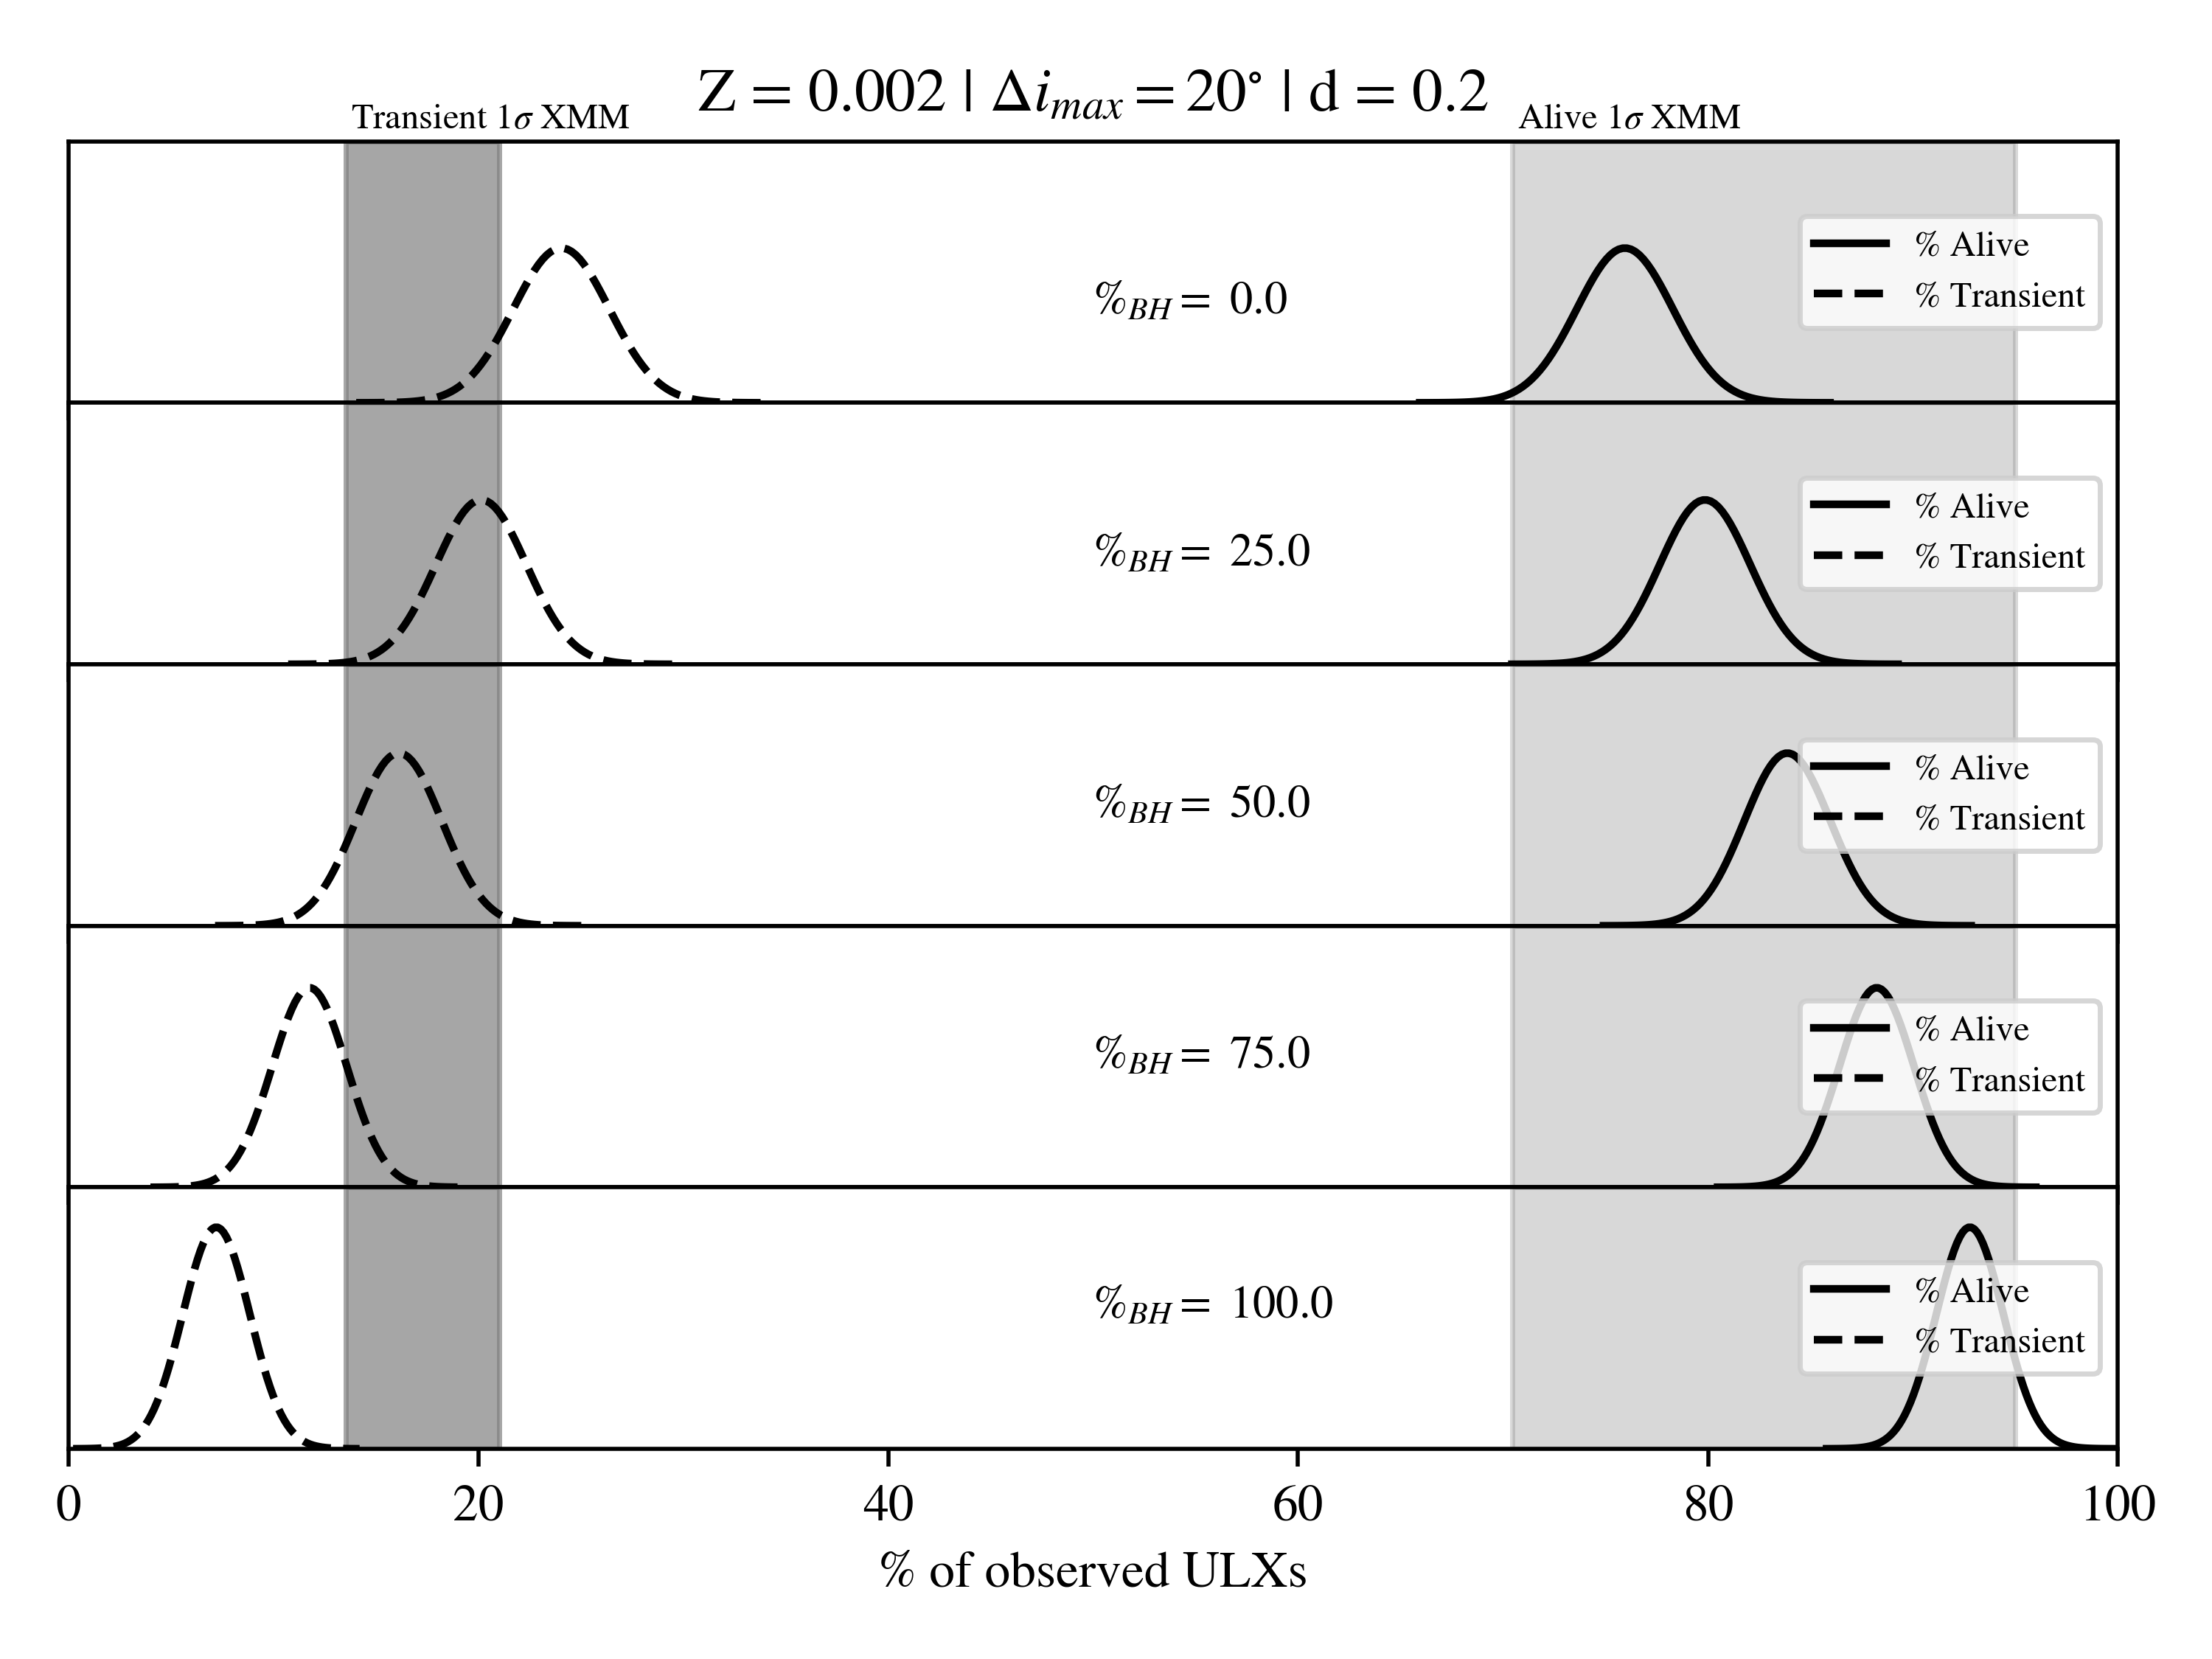 Z = 0.002 | Δi_max = 20° | d = 0.2
Transient 1σ XMM
Alive 1σ XMM
%_BH = 0.0
% Alive
% Transient
%_BH = 25.0
% Alive
% Transient
%_BH = 50.0
% Alive
% Transient
%_BH = 75.0
% Alive
% Transient
%_BH = 100.0
% Alive
% Transient
0 20 40 60 80 100
% of observed ULXs